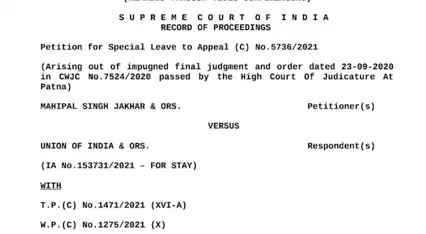 S U P R E M E C O U R T O F I N D I A
RECORD OF PROCEEDINGS
Petition for Special Leave to Appeal (C) No.5736/2021
(Arising out of impugned final judgment and order dated 23-09-2020
in CWJC No.7524/2020 passed by the High Court Of Judicature At
Patna)
MAHIPAL SINGH JAKHAR & ORS. Petitioner(s)
VERSUS
UNION OF INDIA & ORS. Respondent(s)
(IA No.153731/2021 – FOR STAY)
WITH
T.P.(C) No.1471/2021 (XVI-A)
W.P.(C) No.1275/2021 (X)